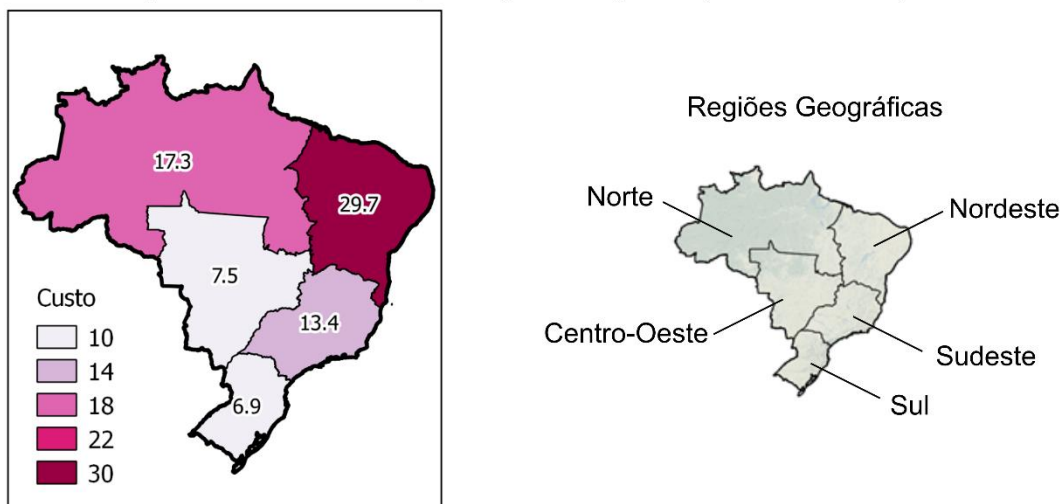 17.3
29.7
7.5
13.4
6.9
Custo
10
14
18
22
30
Regiões Geográficas
Norte
Nordeste
Centro-Oeste
Sudeste
Sul